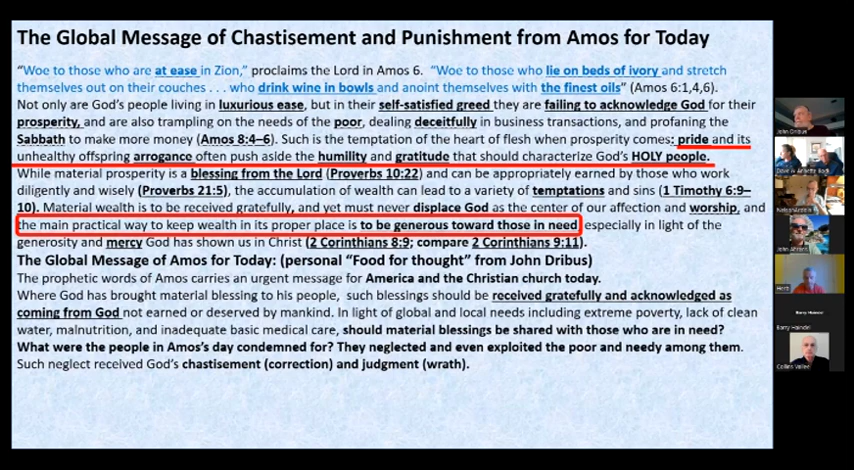 The Global Message of Chastisement and Punishment from Amos for Today
“Woe to those who are at ease in Zion,” proclaims the Lord in Amos 6. “Woe to those who lie on beds of ivory and stretch
themselves out on their couches . . . who drink wine in bowls and anoint themselves with the finest oils” (Amos 6:1,4,6).
Not only are God’s people living in luxurious ease, but in their self-satisfied greed they are failing to acknowledge God for their
prosperity, and are also trampling on the needs of the poor, dealing deceitfully in business transactions, and profaning the
Sabbath to make more money (Amos 8:4–6). Such is the temptation of the heart of flesh when prosperity comes: pride and its
unhealthy offspring arrogance often push aside the humility and gratitude that should characterize God’s HOLY people.
While material prosperity is a blessing from the Lord (Proverbs 10:22) and can be appropriately earned by those who work
diligently and wisely (Proverbs 21:5), the accumulation of wealth can lead to a variety of temptations and sins (1 Timothy 6:9–
10). Material wealth is to be received gratefully, and yet must never displace God as the center of our affection and worship, and
the main practical way to keep wealth in its proper place is to be generous toward those in need, especially in light of the
generosity and mercy God has shown us in Christ (2 Corinthians 8:9; compare 2 Corinthians 9:11).
The Global Message of Amos for Today: (personal “Food for thought” from John Dribus)
The prophetic words of Amos carries an urgent message for America and the Christian church today.
Where God has brought material blessing to his people, such blessings should be received gratefully and acknowledged as
coming from God not earned or deserved by mankind. In light of global and local needs including extreme poverty, lack of clean
water, malnutrition, and inadequate basic medical care, should material blessings be shared with those who are in need?
What were the people in Amos’s day condemned for? They neglected and even exploited the poor and needy among them.
Such neglect received God’s chastisement (correction) and judgment (wrath).
John Dribus
John Abrams
Herz
Barry Haindel
Barry Haindel